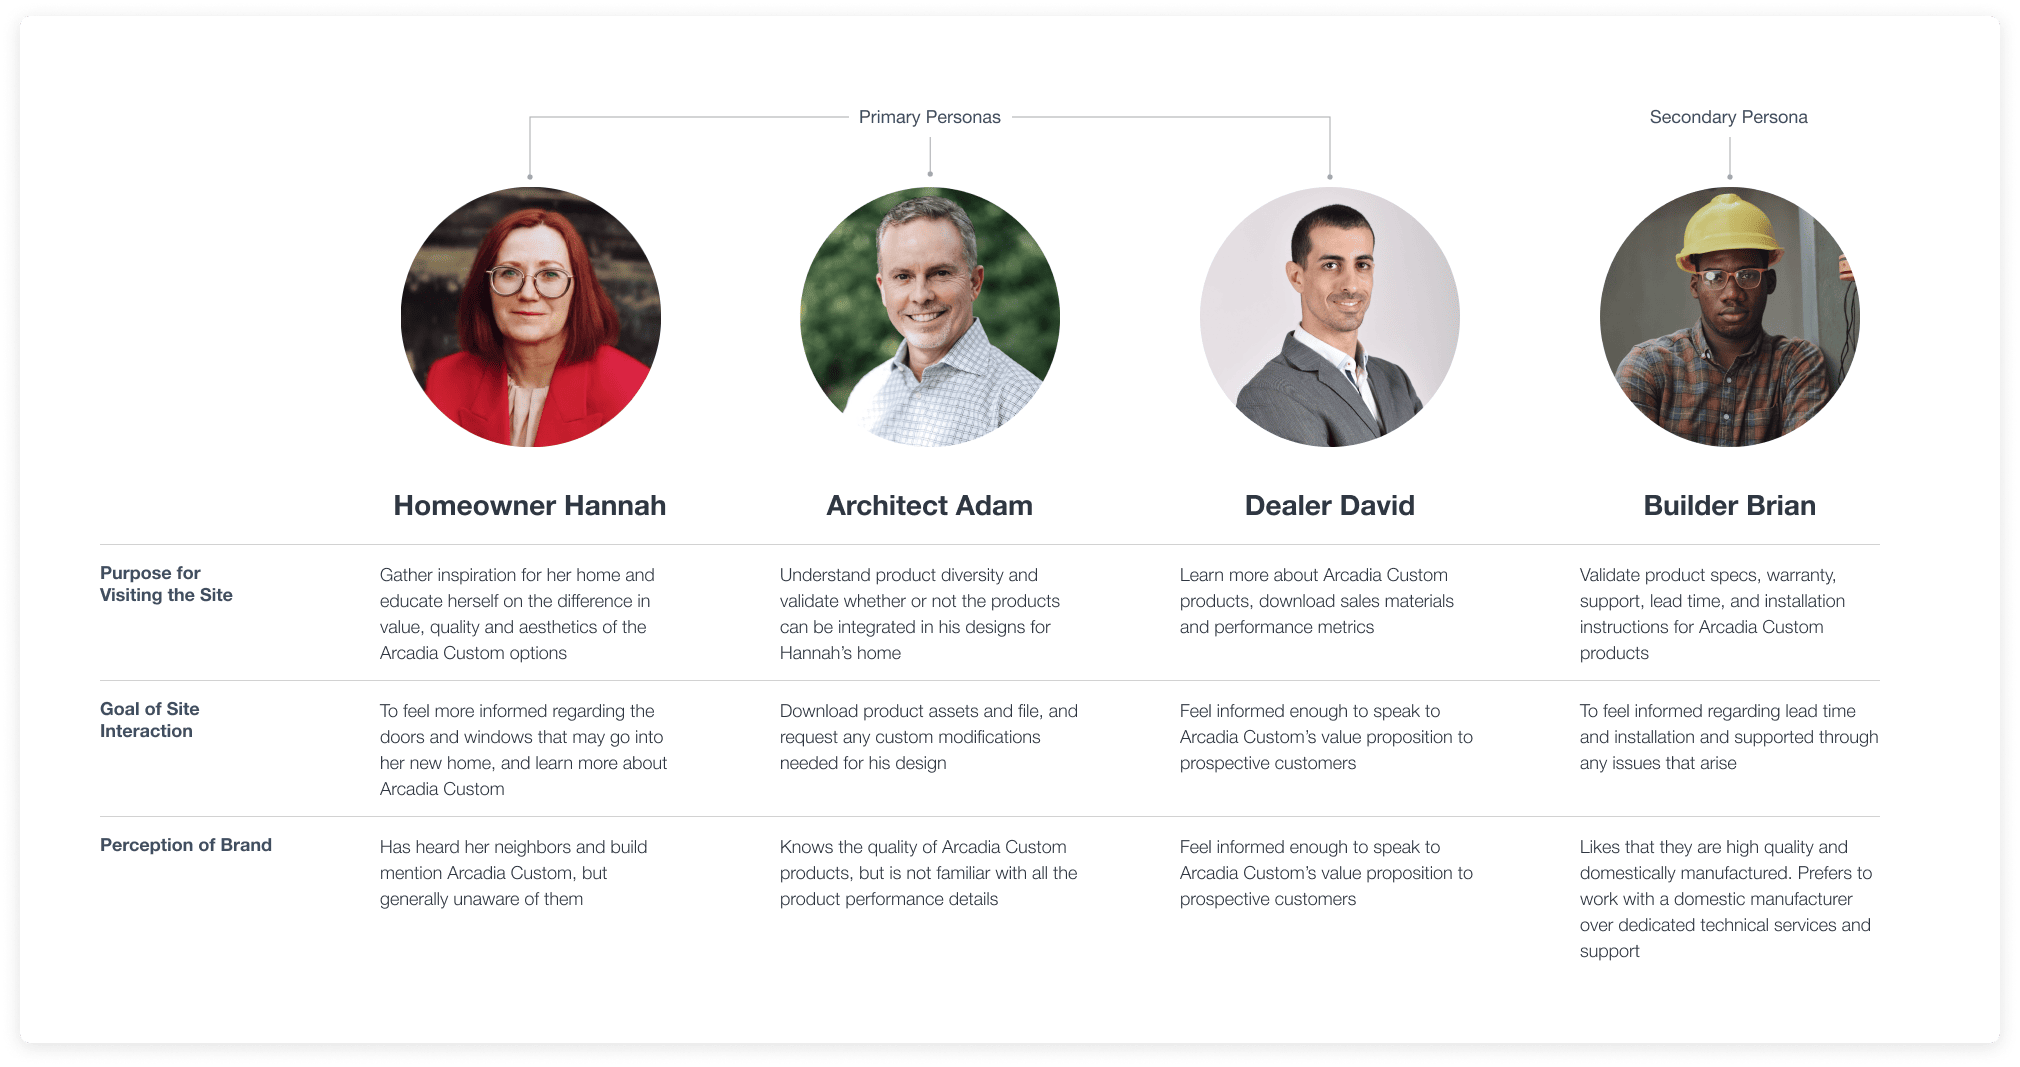 Primary Personas
Secondary Persona
Homeowner Hannah
Architect Adam
Dealer David
Builder Brian
Purpose for
Visiting the Site
Gather inspiration for her home and
educate herself on the difference in
value, quality and aesthetics of the
Arcadia Custom options
Understand product diversity and
validate whether or not the products
can be integrated in his designs for
Hannah’s home
Learn more about Arcadia Custom
products, download sales materials
and performance metrics
Validate product specs, warranty,
support, lead time, and installation
instructions for Arcadia Custom
products
Goal of Site
Interaction
To feel more informed regarding the
doors and windows that may go into
her new home, and learn more about
Arcadia Custom
Download product assets and file, and
request any custom modifications
needed for his design
Feel informed enough to speak to
Arcadia Custom’s value proposition to
prospective customers
To feel informed regarding lead time
and installation and supported through
any issues that arise
Perception of Brand
Has heard her neighbors and build
mention Arcadia Custom, but
generally unaware of them
Knows the quality of Arcadia Custom
products, but is not familiar with all the
product performance details
Feel informed enough to speak to
Arcadia Custom’s value proposition to
prospective customers
Likes that they are high quality and
domestically manufactured. Prefers to
work with a domestic manufacturer
over dedicated technical services and
support